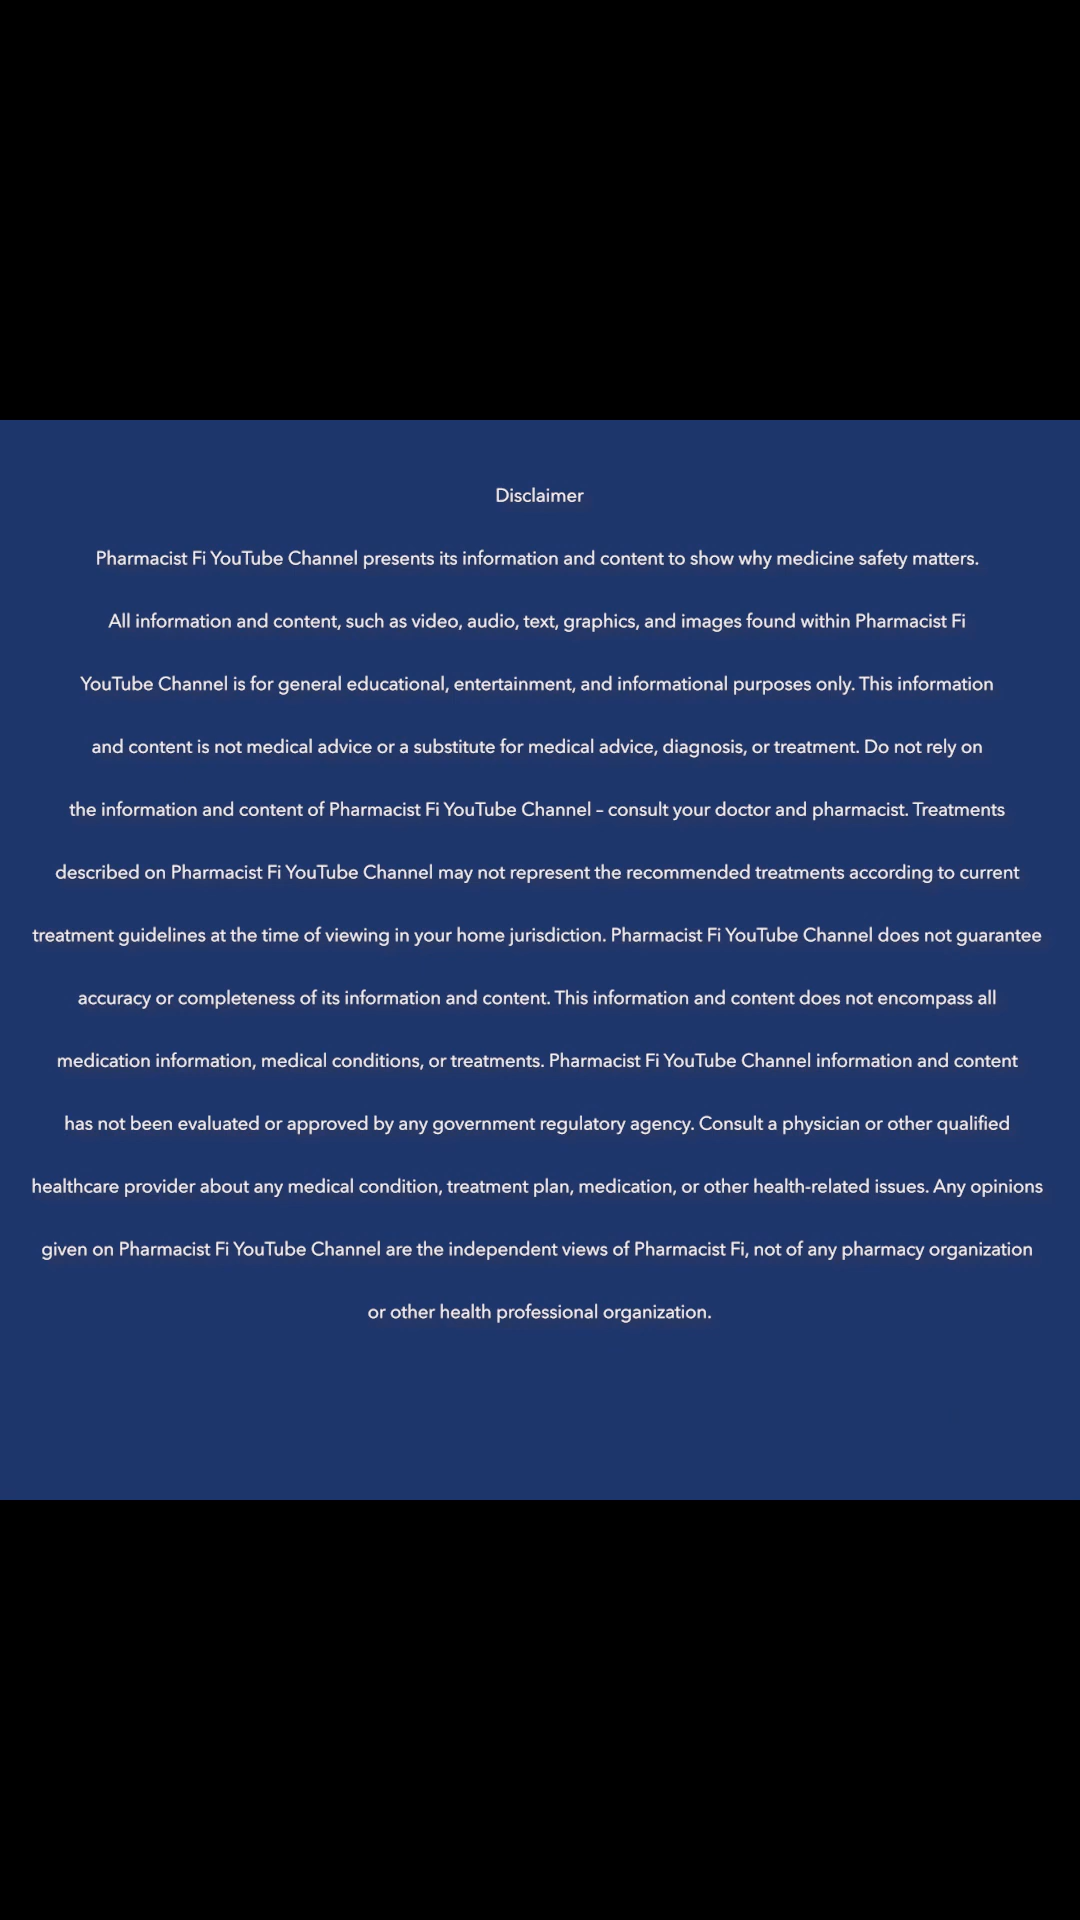 Disclaimer
Pharmacist Fi YouTube Channel presents its information and content to show why medicine safety matters.
All information and content, such as video, audio, text, graphics, and images found within Pharmacist Fi
YouTube Channel is for general educational, entertainment, and informational purposes only. This information
and content is not medical advice or a substitute for medical advice, diagnosis, or treatment. Do not rely on
the information and content of Pharmacist Fi YouTube Channel – consult your doctor and pharmacist. Treatments
described on Pharmacist Fi YouTube Channel may not represent the recommended treatments according to current
treatment guidelines at the time of viewing in your home jurisdiction. Pharmacist Fi YouTube Channel does not guarantee
accuracy or completeness of its information and content. This information and content does not encompass all
medication information, medical conditions, or treatments. Pharmacist Fi YouTube Channel information and content
has not been evaluated or approved by any government regulatory agency. Consult a physician or other qualified
healthcare provider about any medical condition, treatment plan, medication, or other health-related issues. Any opinions
given on Pharmacist Fi YouTube Channel are the independent views of Pharmacist Fi, not of any pharmacy organization
or other health professional organization.